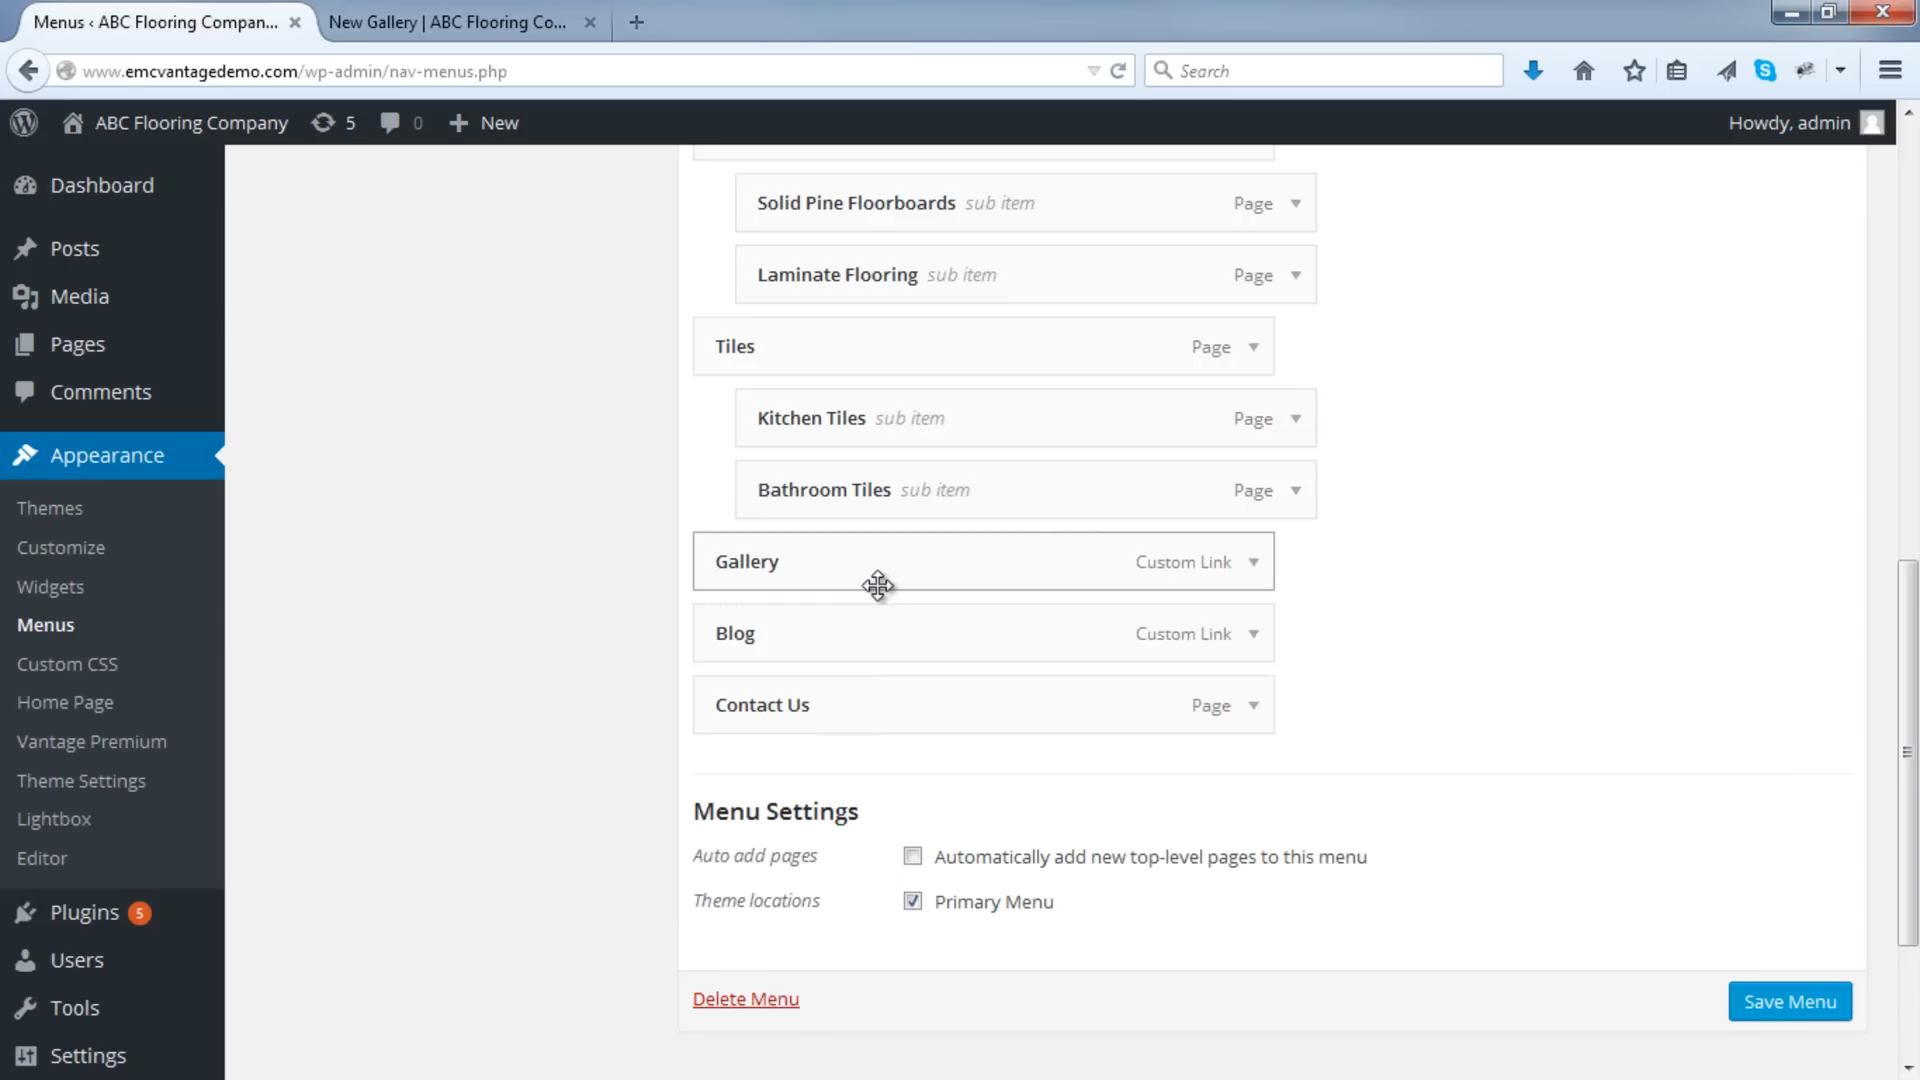 Menus ‹ ABC Flooring Compan...
New Gallery | ABC Flooring Co...
www.emcvantagedemo.com/wp-admin/nav-menus.php
Search
ABC Flooring Company
5
0
New
Howdy, admin
Dashboard
Posts
Media
Pages
Comments
Appearance
Themes
Customize
Widgets
Menus
Custom CSS
Home Page
Vantage Premium
Theme Settings
Lightbox
Editor
Plugins 5
Users
Tools
Settings
Solid Pine Floorboards sub item Page
Laminate Flooring sub item Page
Tiles Page
Kitchen Tiles sub item Page
Bathroom Tiles sub item Page
Gallery Custom Link
Blog Custom Link
Contact Us Page
Menu Settings
Auto add pages Automatically add new top-level pages to this menu
Theme locations Primary Menu
Delete Menu
Save Menu